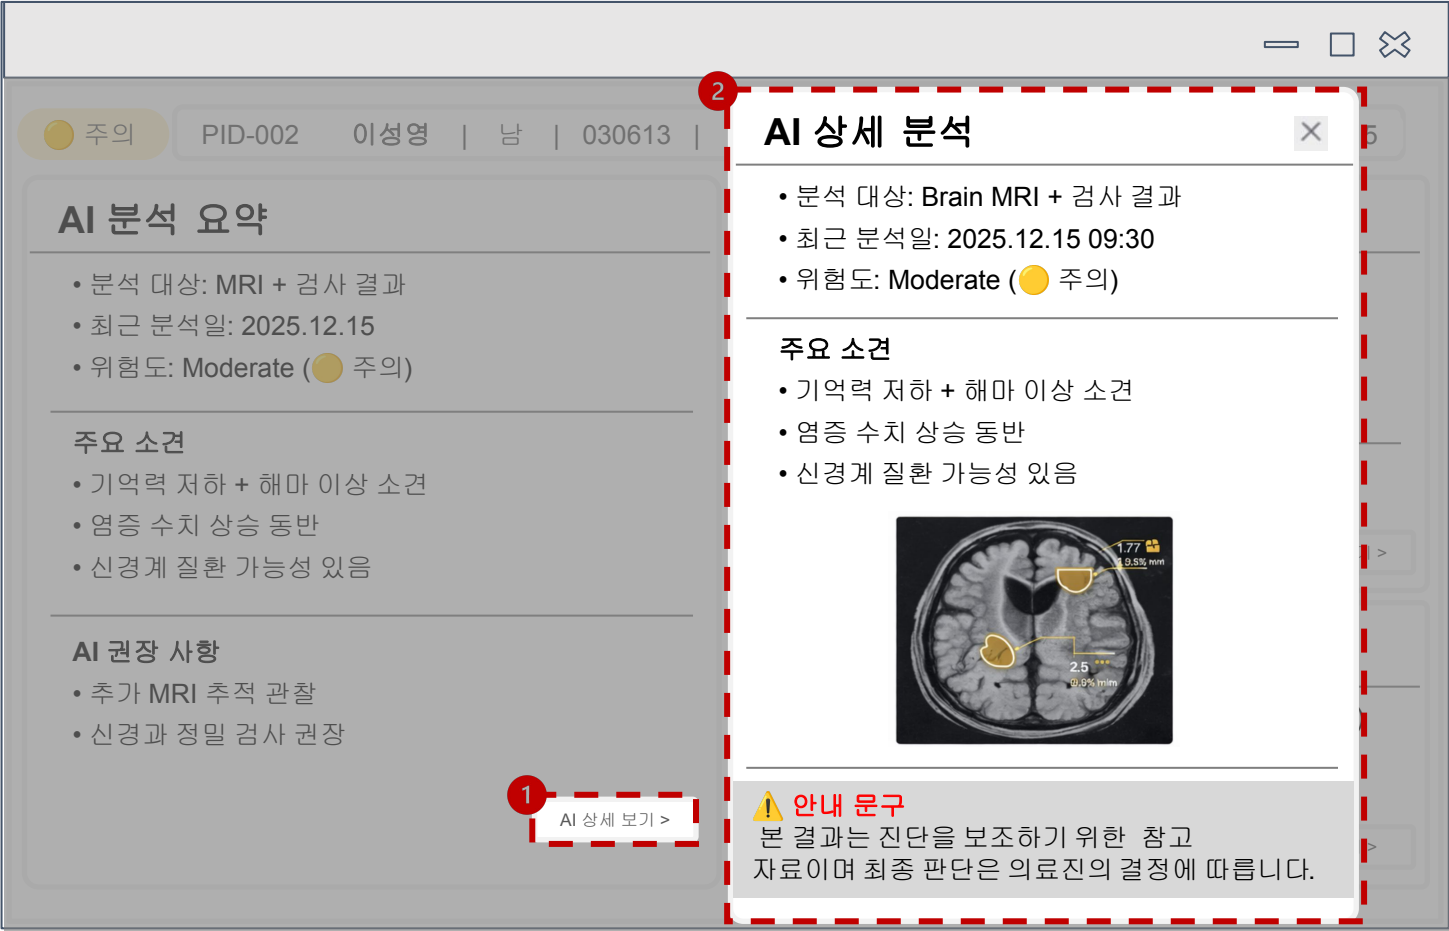 주의 PID-002 이성영 | 남 | 030613 |
5
AI 분석 요약
• 분석 대상: MRI + 검사 결과
• 최근 분석일: 2025.12.15
• 위험도: Moderate (🟡 주의)
주요 소견
• 기억력 저하 + 해마 이상 소견
• 염증 수치 상승 동반
• 신경계 질환 가능성 있음
AI 권장 사항
• 추가 MRI 추적 관찰
• 신경과 정밀 검사 권장
1
AI 상세 보기 >
2
AI 상세 분석
• 분석 대상: Brain MRI + 검사 결과
• 최근 분석일: 2025.12.15 09:30
• 위험도: Moderate (🟡 주의)
주요 소견
• 기억력 저하 + 해마 이상 소견
• 염증 수치 상승 동반
• 신경계 질환 가능성 있음
1.77
2.5
⚠️ 안내 문구
본 결과는 진단을 보조하기 위한 참고
자료이며 최종 판단은 의료진의 결정에 따릅니다.
>
)
>